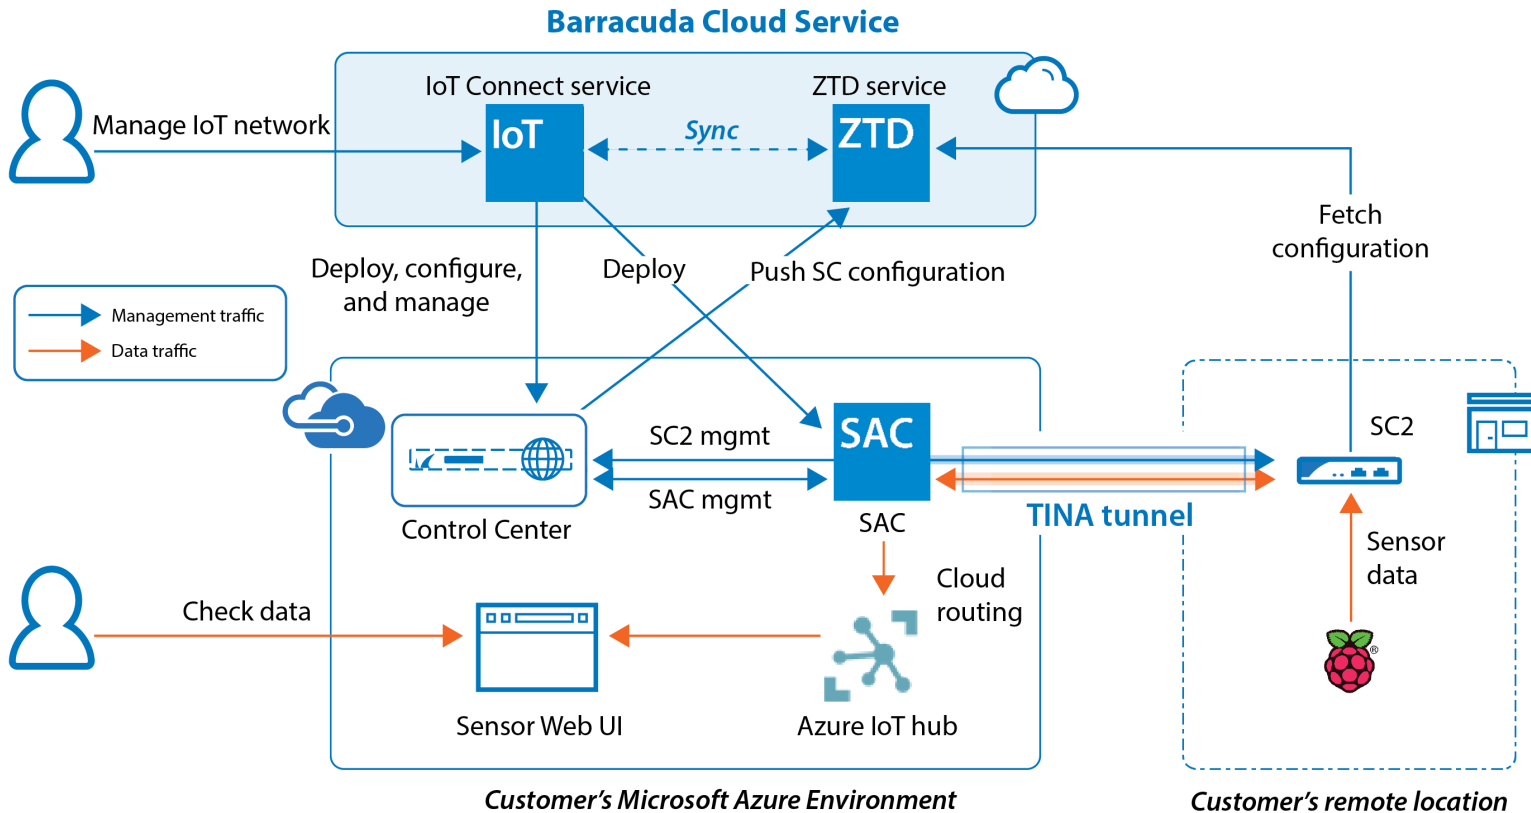 Barracuda Cloud Service
IoT Connect service
ZTD service
Manage IoT network
IoT
Sync
ZTD
Fetch
configuration
Deploy, configure,
and manage
Deploy
Push SC configuration
Management traffic
Data traffic
SC2 mgmt
SAC
SC2
SAC mgmt
Control Center
SAC
TINA tunnel
Sensor
data
Cloud
routing
Check data
®
Sensor Web UI
Azure IoT hub
Customer's Microsoft Azure Environment
Customer's remote location